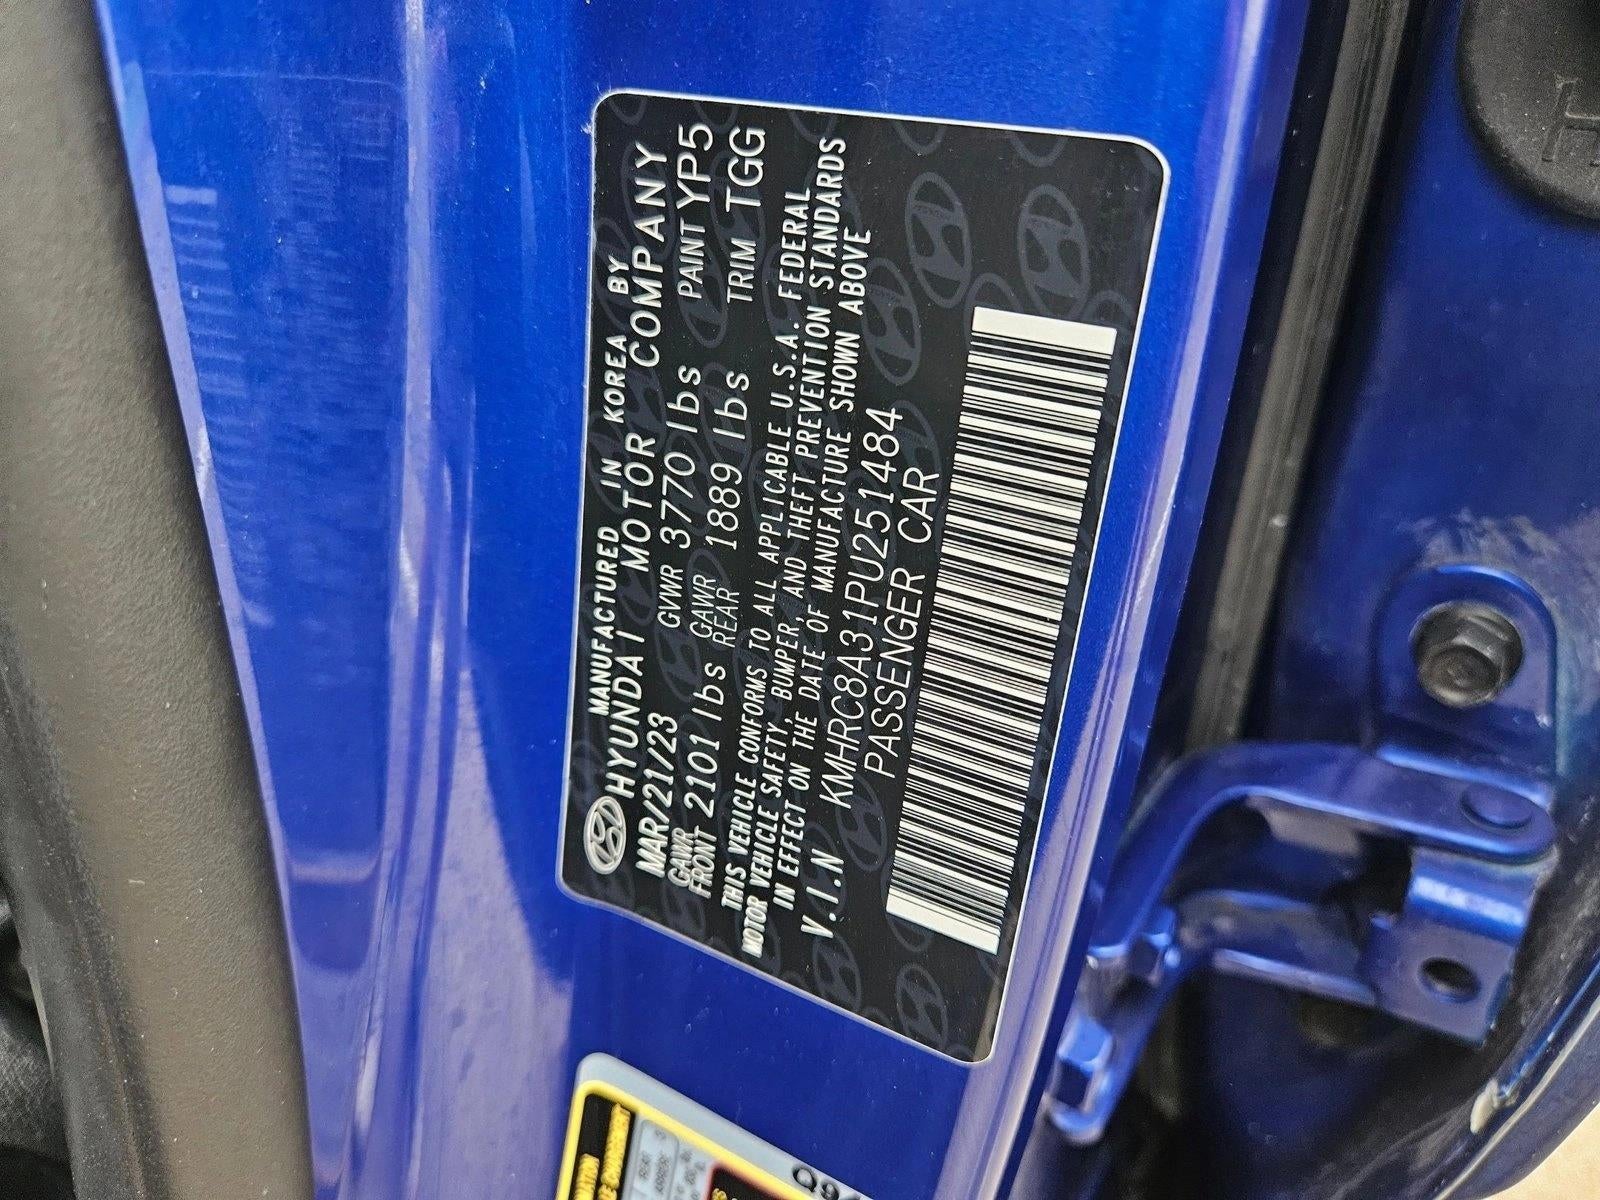 MANUFACTURED IN KOREA BY
HYUNDAI MOTOR COMPANY
MAR/21/23 GVWR 3770 lbs PAINT YP5
GAWR FRONT 2101 lbs GAWR REAR 1889 lbs TRIM TGG
THIS VEHICLE CONFORMS TO ALL APPLICABLE U.S.A. FEDERAL
MOTOR VEHICLE SAFETY, BUMPER, AND THEFT PREVENTION STANDARDS
IN EFFECT ON THE DATE OF MANUFACTURE SHOWN ABOVE
V.I.N KMHRC8A31PU251484
PASSENGER CAR